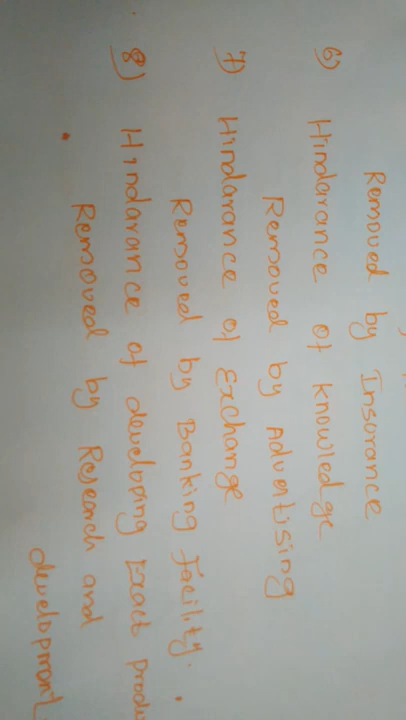 Removed by Insurance
6) Hindarance of knowledge
Removed by Advertising
7) Hindarance of Exchange
Removed by Banking facility.
8) Hindarance of developing Exact
Removed by Research and
development.